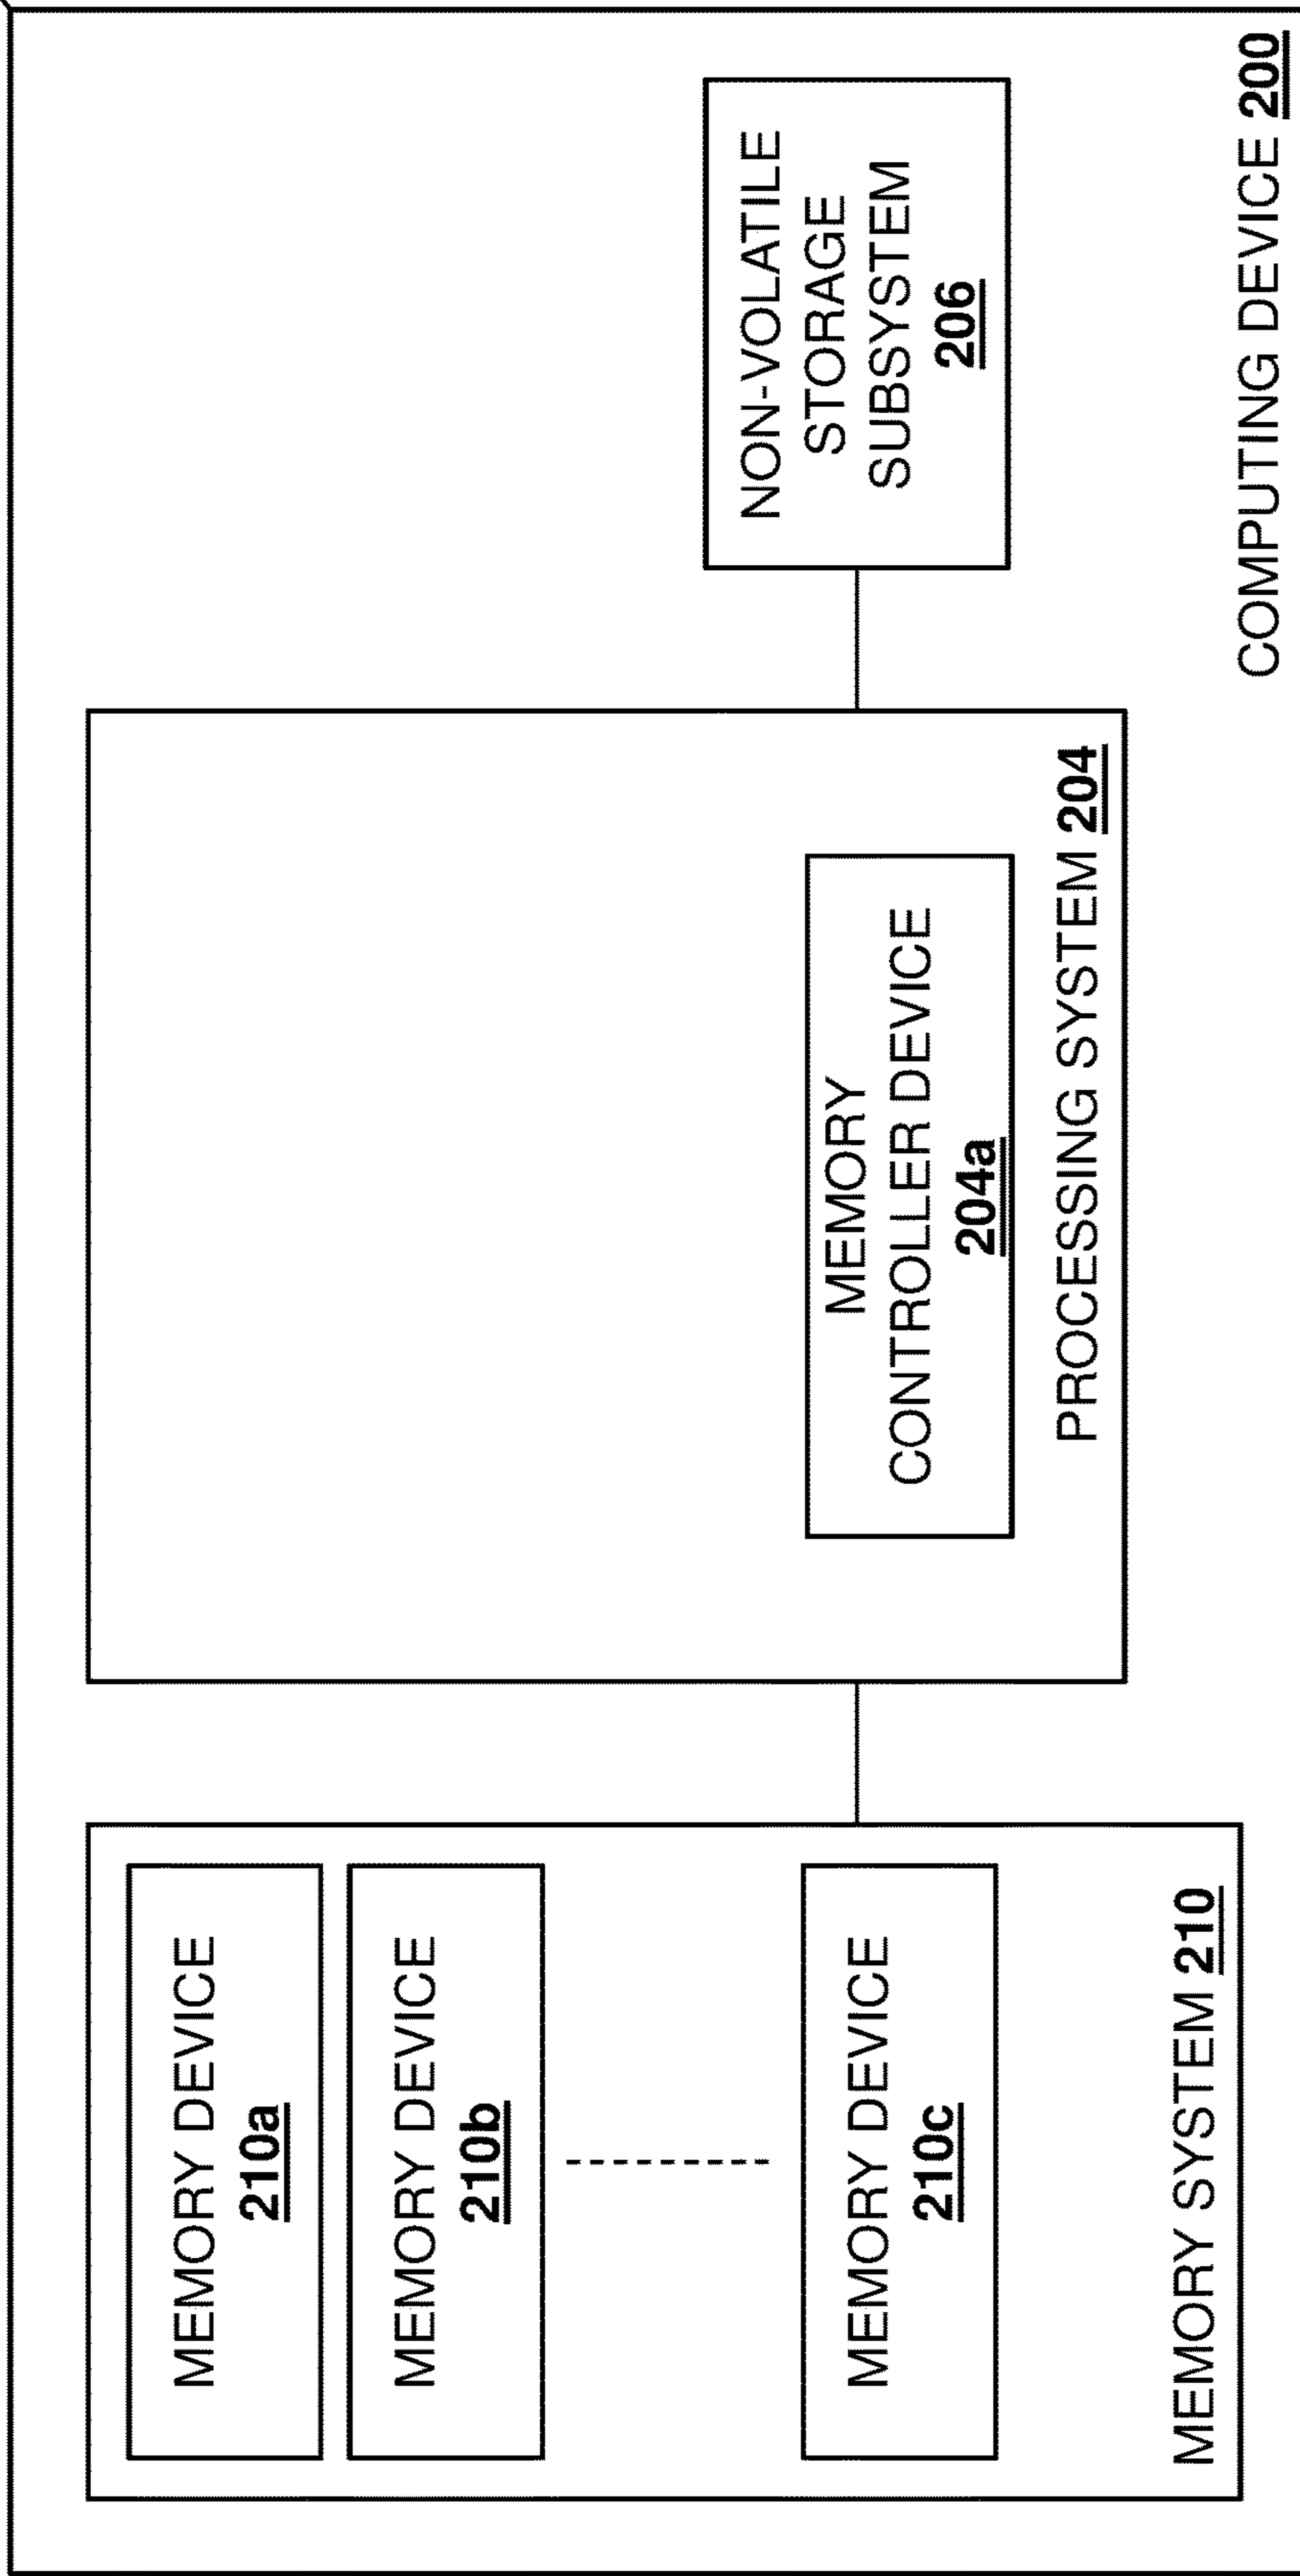 MEMORY DEVICE
210a
MEMORY DEVICE
210b
MEMORY DEVICE
210c
MEMORY SYSTEM 210
MEMORY
CONTROLLER DEVICE
204a
PROCESSING SYSTEM 204
NON-VOLATILE
STORAGE
SUBSYSTEM
206
COMPUTING DEVICE 200